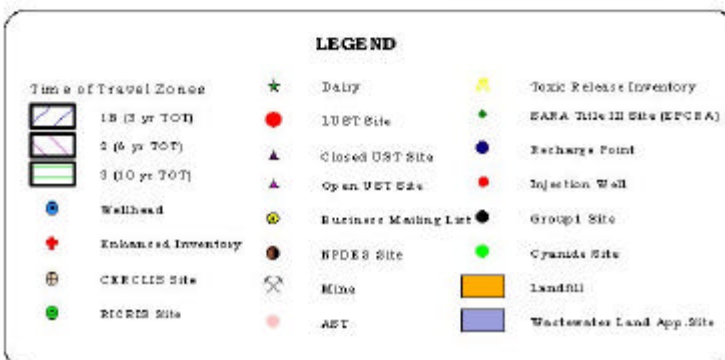 LEGEND
Time of Travel Zones
1B (3 yr TOT)
2 (6 yr TOT)
3 (10 yr TOT)
Wellhead
Enhanced Inventory
CERCLIS Site
RICRIS Site
Dairy
LUST Site
Closed UST Site
Open UST Site
Business Mailing List
NPDES Site
Mine
AST
Toxic Release Inventory
SARA Title III Site (EPCRA)
Recharge Point
Injection Well
Group1 Site
Cyanide Site
Landfill
Wastewater Land App.Site